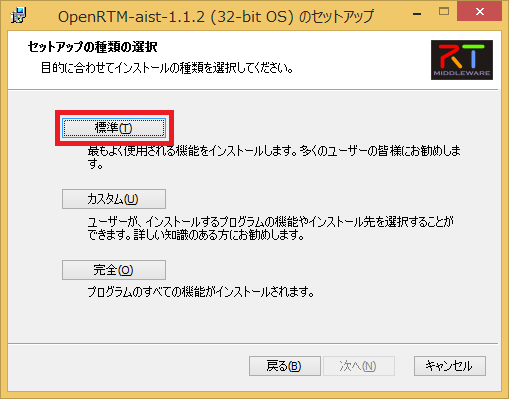 OpenRTM-aist-1.1.2 (32-bit OS) のセットアップ
セットアップの種類の選択
目的に合わせてインストールの種類を選択してください。
RT
MIDDLEWARE
標準(T)
最もよく使用される機能をインストールします。多くのユーザーの皆様にお勧めしま
す。
カスタム(U)
ユーザーが、インストールするプログラムの機能やインストール先を選択することが
できます。詳しい知識のある方にお勧めします。
完全(O)
プログラムのすべての機能がインストールされます。
戻る(B)
次へ(N)
キャンセル